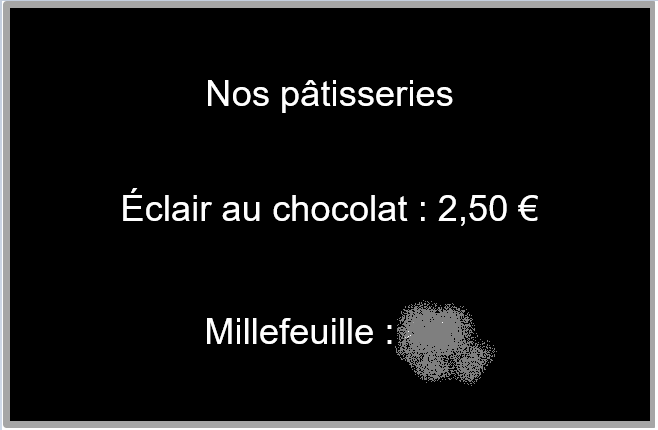 Nos pâtisseries
Éclair au chocolat : 2,50 €
Millefeuille :